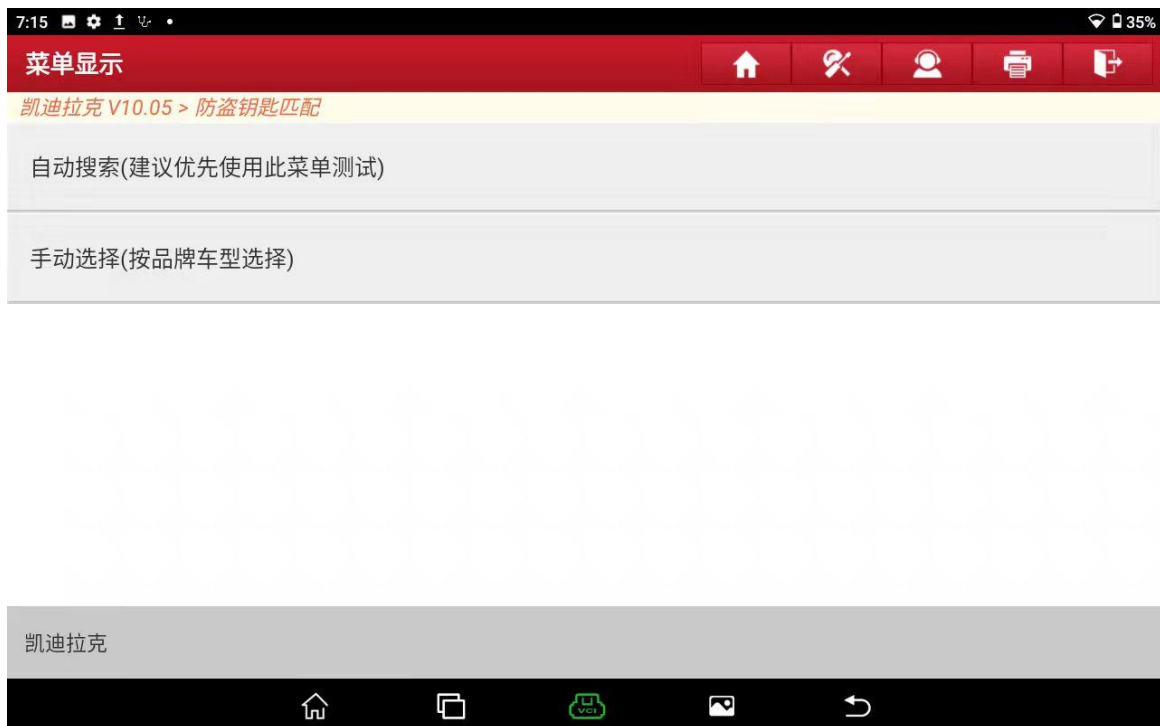 7:15
35%
菜单显示
凯迪拉克 V10.05 > 防盗钥匙匹配
自动搜索(建议优先使用此菜单测试)
手动选择(按品牌车型选择)
凯迪拉克
VCI